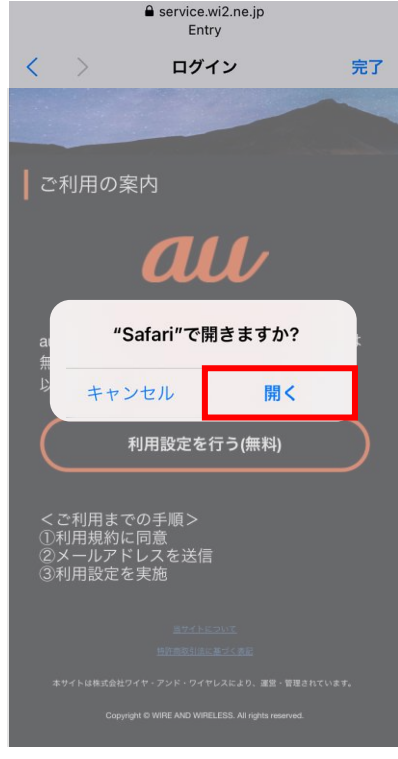 service.wi2.ne.jp
Entry
ログイン
完了
ご利用の案内
au
“Safari”で開きますか?
無
以
キャンセル
開く
利用設定を行う(無料)
＜ご利用までの手順＞
①利用規約に同意
②メールアドレスを送信
③利用設定を実施
当サイトについて
特許商取引法に基づく表記
本サイトは株式会社ワイヤ・アンド・ワイヤレスにより、運営・管理されています。
Copyright © WIRE AND WIRELESS. All rights reserved.